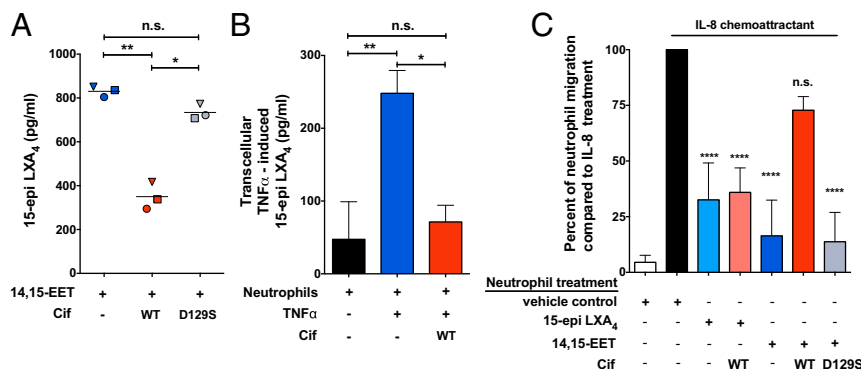 A
n.s.
**
*
15-epi LXA4 (pg/ml)
1000
800
600
400
200
0
14,15-EET + + +
Cif - WT D129S
B
n.s.
**
*
Transcellular
TNFα - induced
15-epi LXA4 (pg/ml)
300
200
100
0
Neutrophils + + +
TNFα - + +
Cif - - WT
C
IL-8 chemoattractant
Percent of neutrophil migration
compared to IL-8 treatment
100
75
50
25
0
****
****
****
n.s.
****
Neutrophil treatment
vehicle control + + - - - - -
15-epi LXA4 - - + + - - -
14,15-EET - - - - + + +
Cif - - - WT - WT D129S